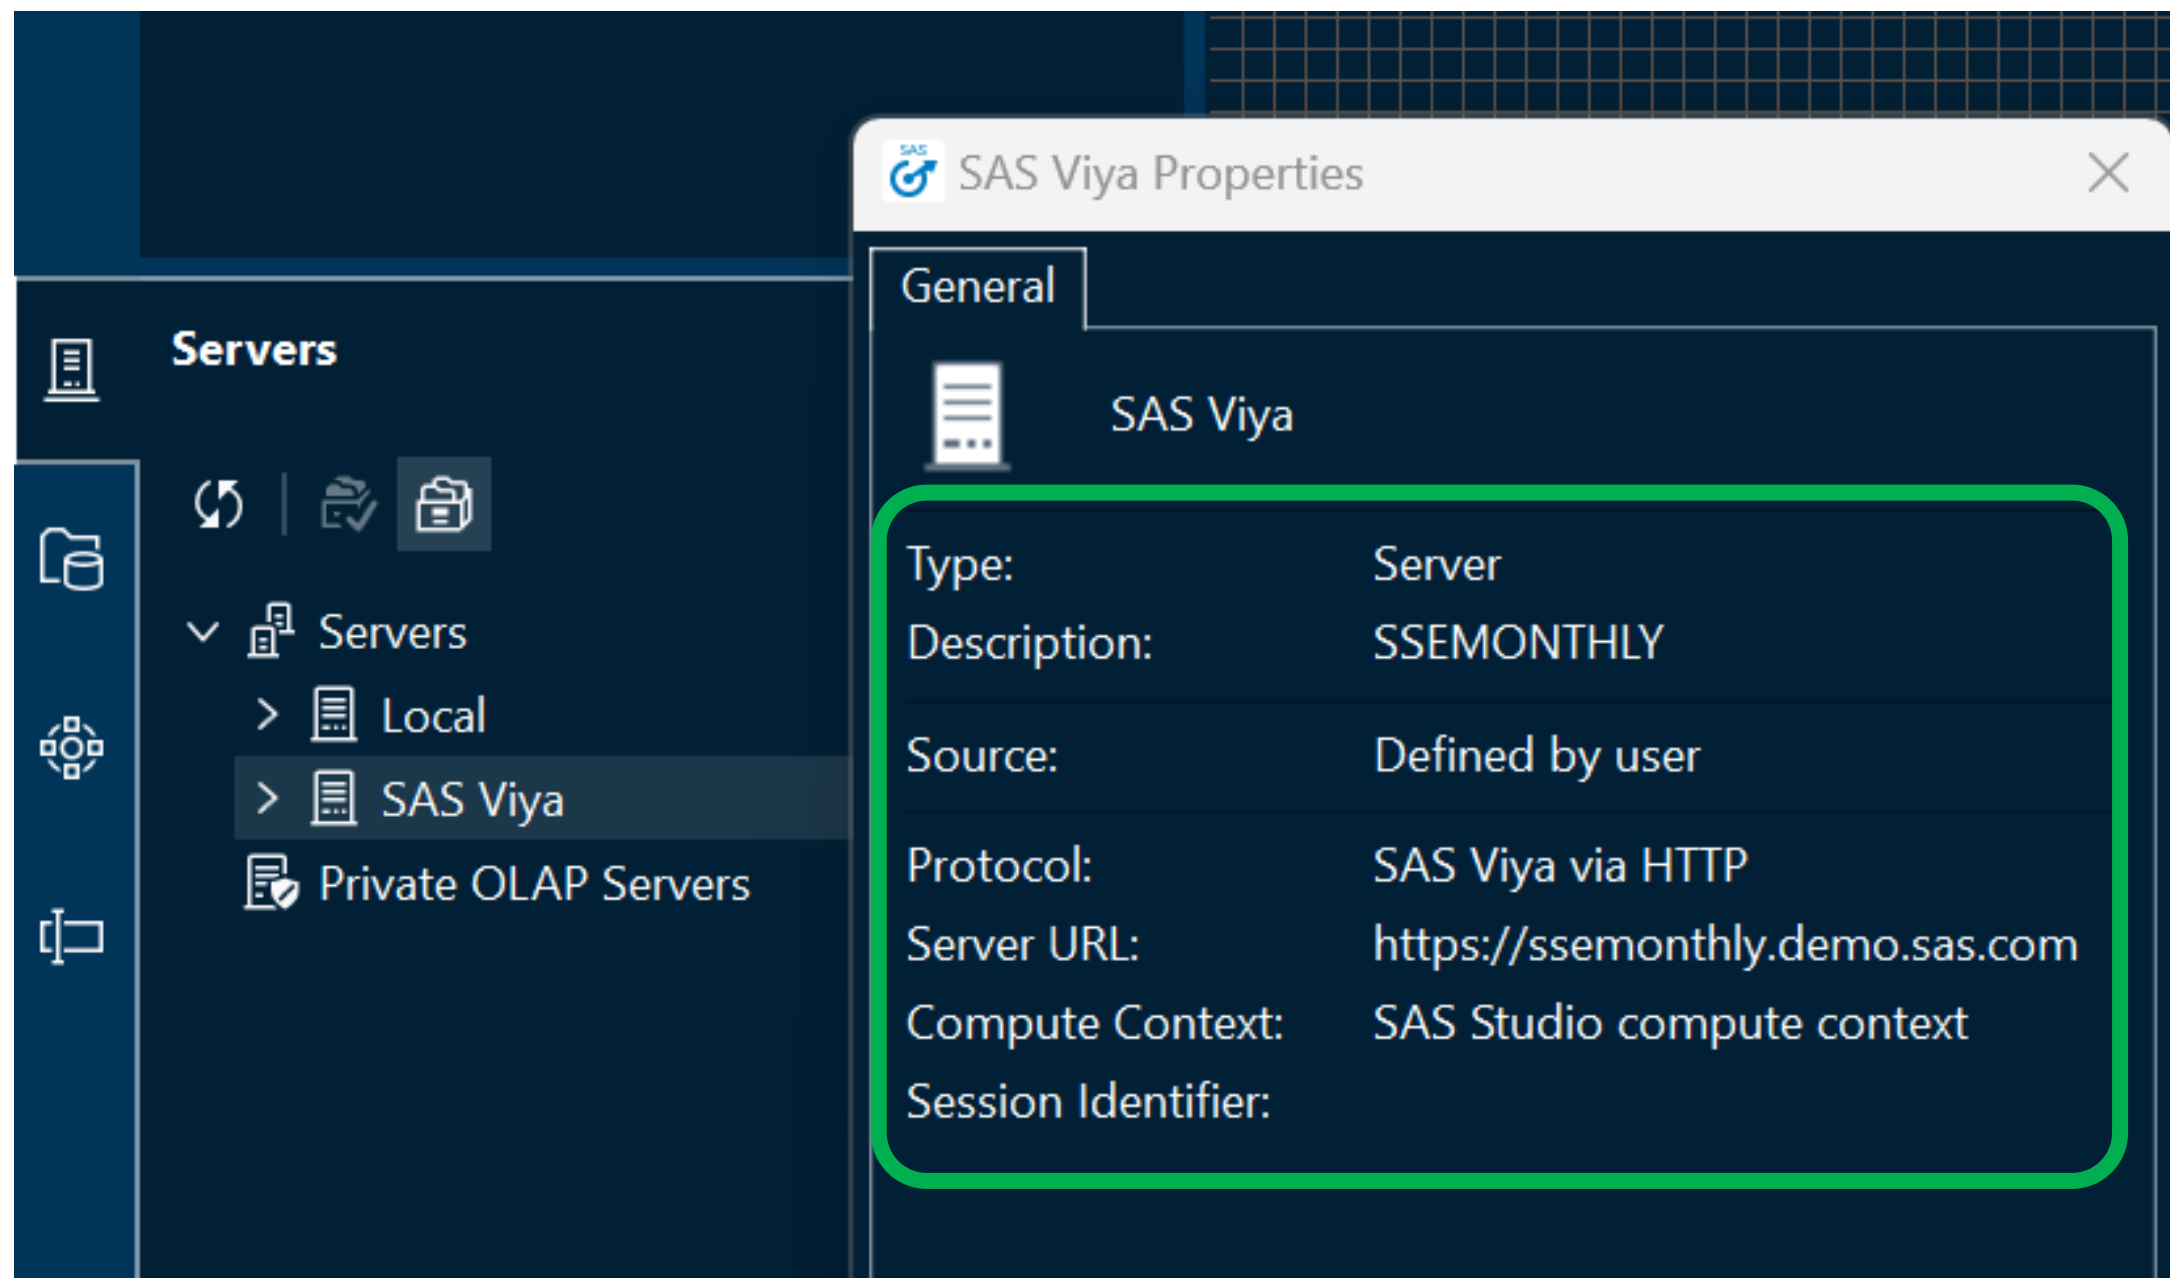 SAS
SAS Viya Properties
General
SAS Viya
Type: Server
Description: SSEMONTHLY
Source: Defined by user
Protocol: SAS Viya via HTTP
Server URL: https://ssemonthly.demo.sas.com
Compute Context: SAS Studio compute context
Session Identifier:
Servers
Servers
Local
SAS Viya
Private OLAP Servers